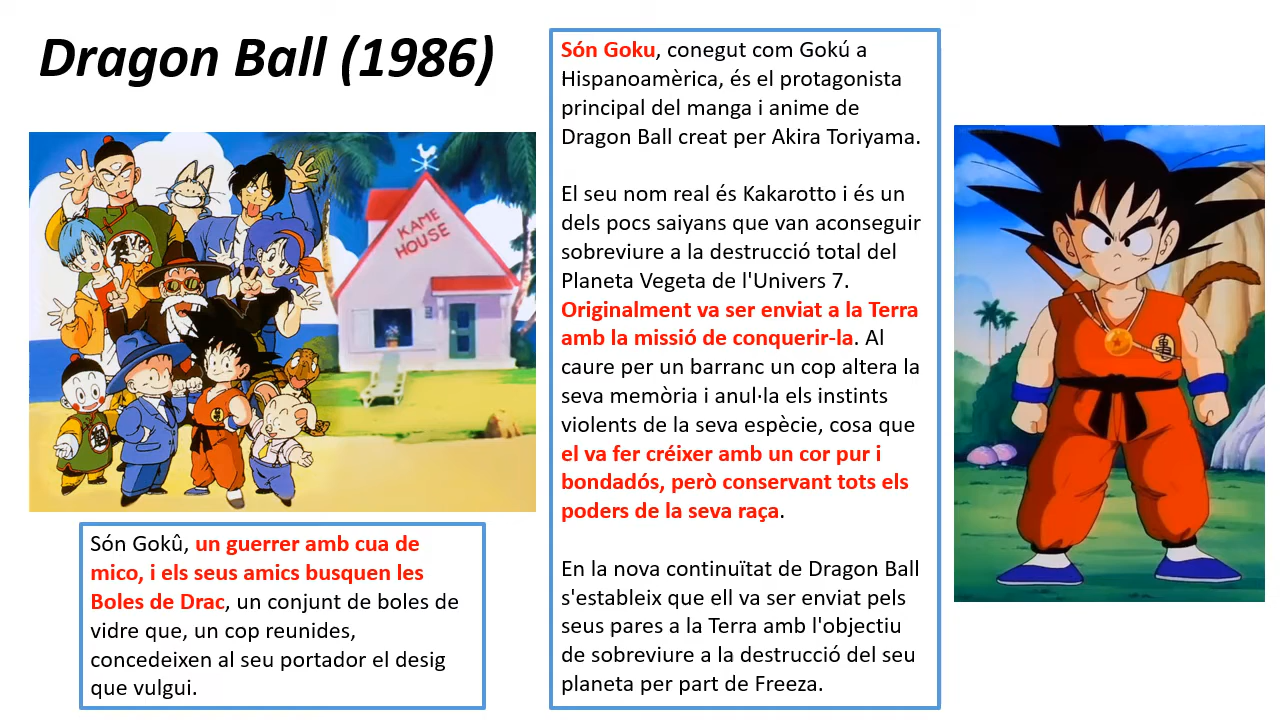 Dragon Ball (1986)
KAME
HOUSE
Són Gokû, un guerrer amb cua de
mico, i els seus amics busquen les
Boles de Drac, un conjunt de boles de
vidre que, un cop reunides,
concedeixen al seu portador el desig
que vulgui.
Són Goku, conegut com Gokú a
Hispanoamèrica, és el protagonista
principal del manga i anime de
Dragon Ball creat per Akira Toriyama.
El seu nom real és Kakarotto i és un
dels pocs saiyans que van aconseguir
sobreviure a la destrucció total del
Planeta Vegeta de l'Univers 7.
Originalment va ser enviat a la Terra
amb la missió de conquerir-la. Al
caure per un barranc un cop altera la
seva memòria i anul·la els instints
violents de la seva espècie, cosa que
el va fer créixer amb un cor pur i
bondadós, però conservant tots els
poders de la seva raça.
En la nova continuïtat de Dragon Ball
s'estableix que ell va ser enviat pels
seus pares a la Terra amb l'objectiu
de sobreviure a la destrucció del seu
planeta per part de Freeza.
亀